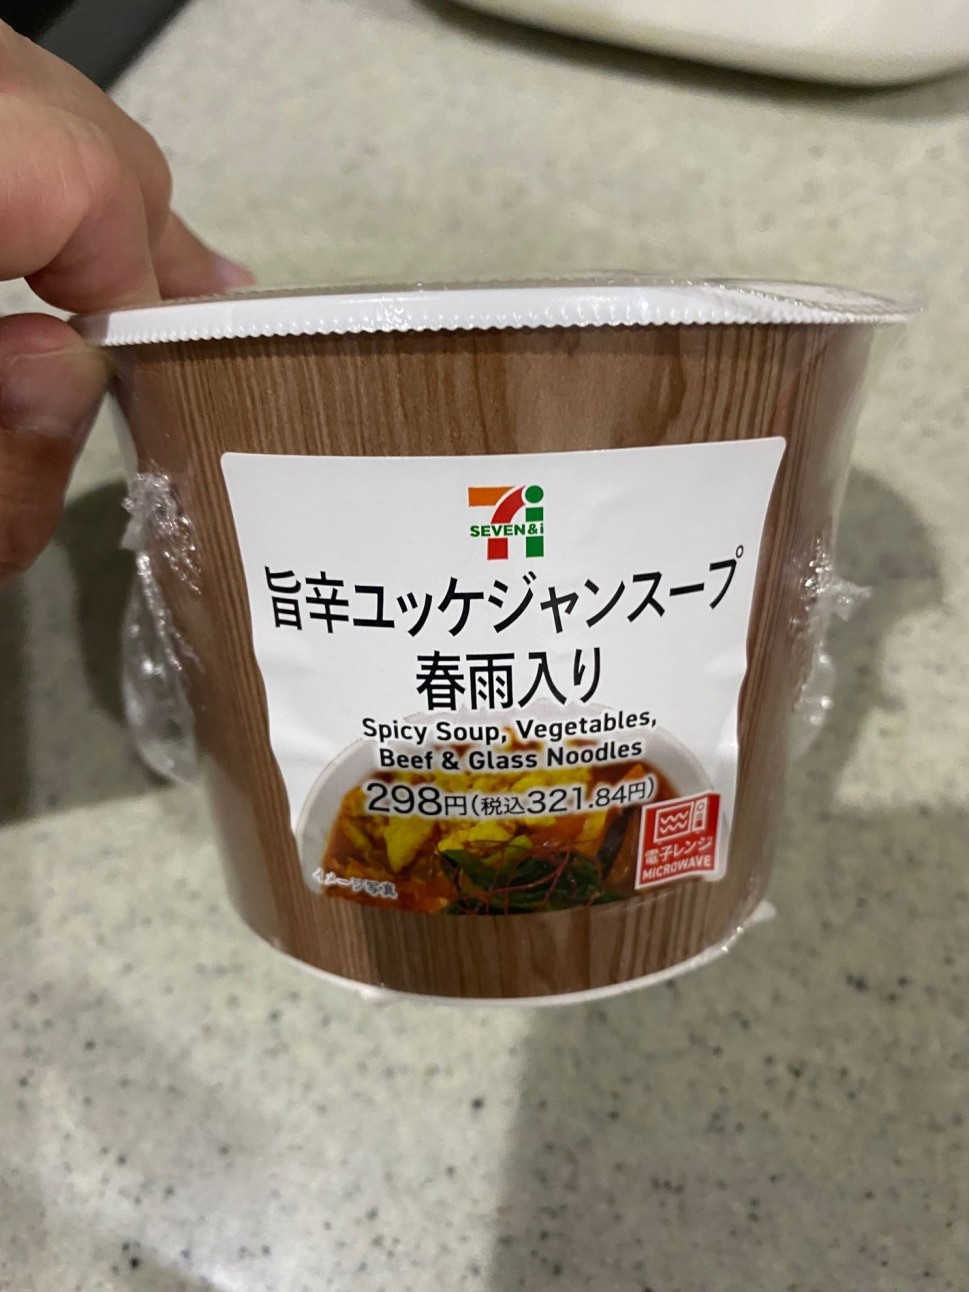 SEVEN&i
旨辛ユッケジャンスープ
春雨入り
Spicy Soup, Vegetables,
Beef & Glass Noodles
298円(税込321.84円)
電子レンジ
MICROWAVE
イメージ写真